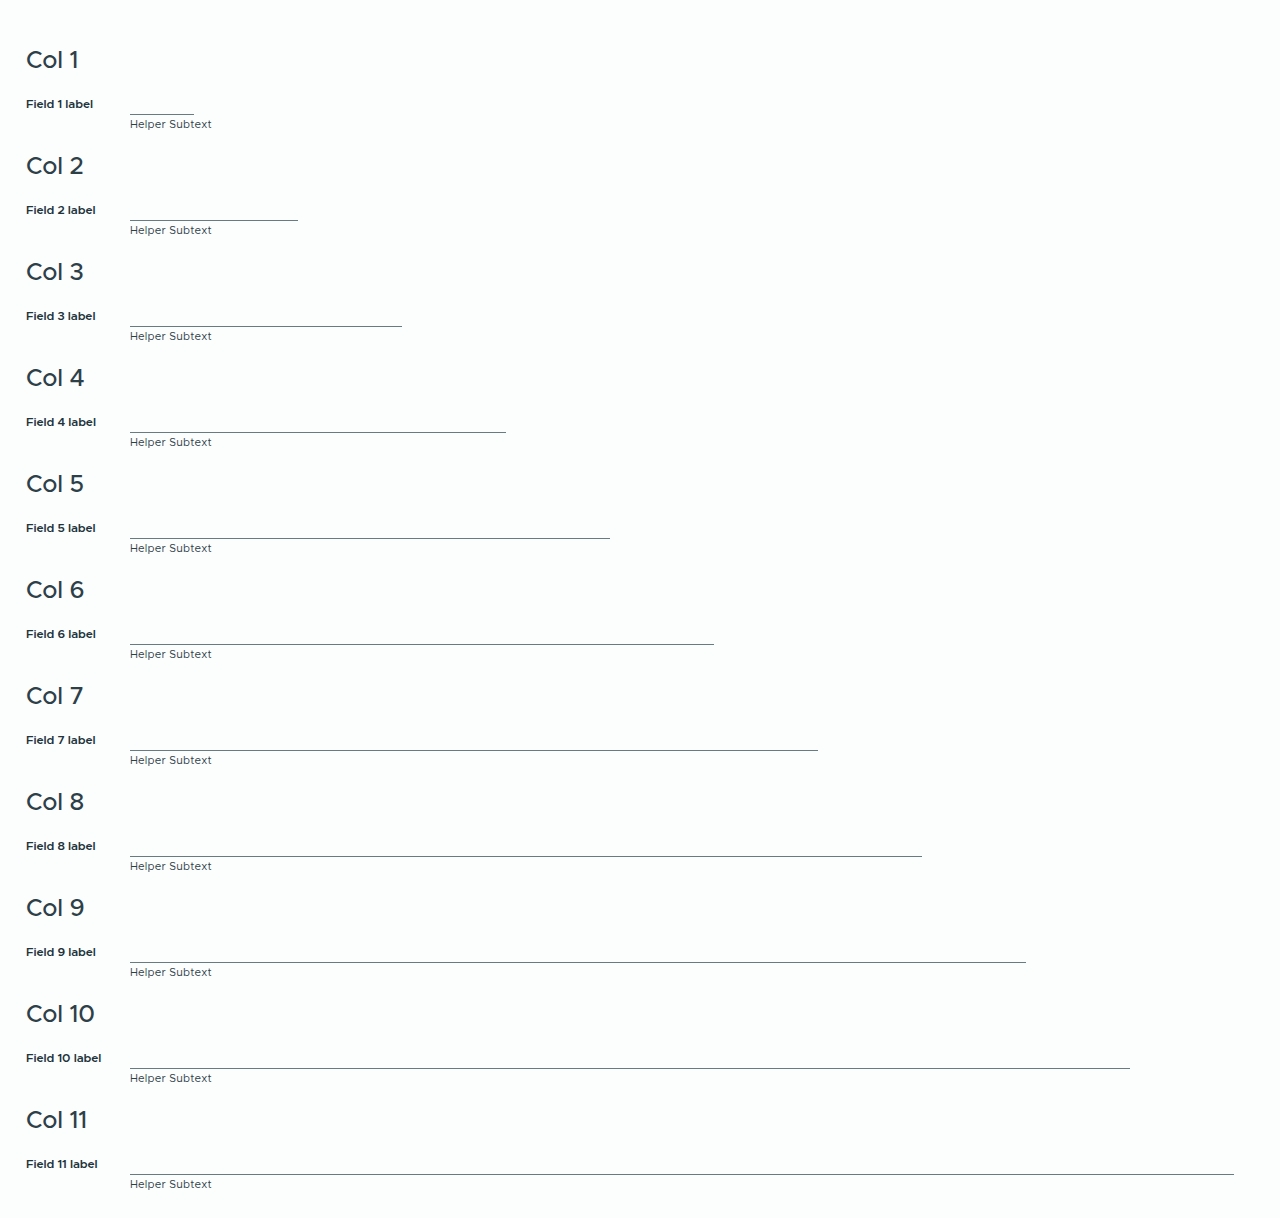 Col 1
Field 1 label
Helper Subtext
Col 2
Field 2 label
Helper Subtext
Col 3
Field 3 label
Helper Subtext
Col 4
Field 4 label
Helper Subtext
Col 5
Field 5 label
Helper Subtext
Col 6
Field 6 label
Helper Subtext
Col 7
Field 7 label
Helper Subtext
Col 8
Field 8 label
Helper Subtext
Col 9
Field 9 label
Helper Subtext
Col 10
Field 10 label
Helper Subtext
Col 11
Field 11 label
Helper Subtext